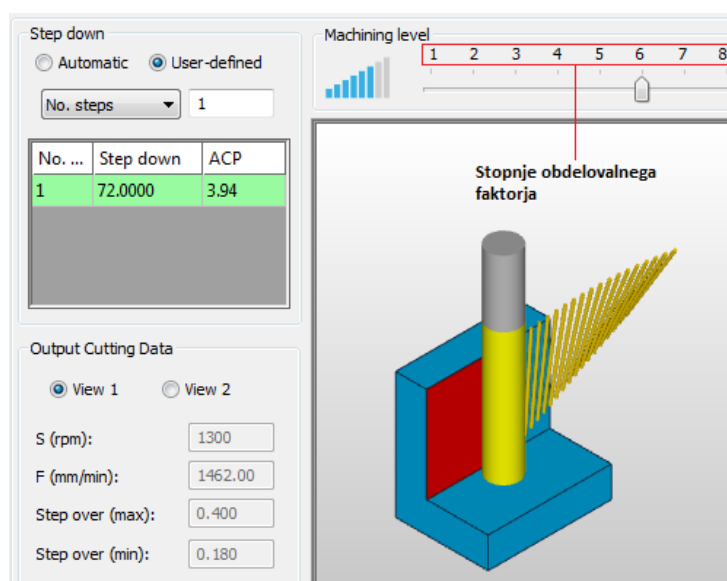 Step down
Automatic User-defined
No. steps 1
No. ... Step down ACP
1 72.0000 3.94
Output Cutting Data
View 1 View 2
S (rpm): 1300
F (mm/min): 1462.00
Step over (max): 0.400
Step over (min): 0.180
Machining level
1 2 3 4 5 6 7 8
Stopnje obdelovalnega
faktorja